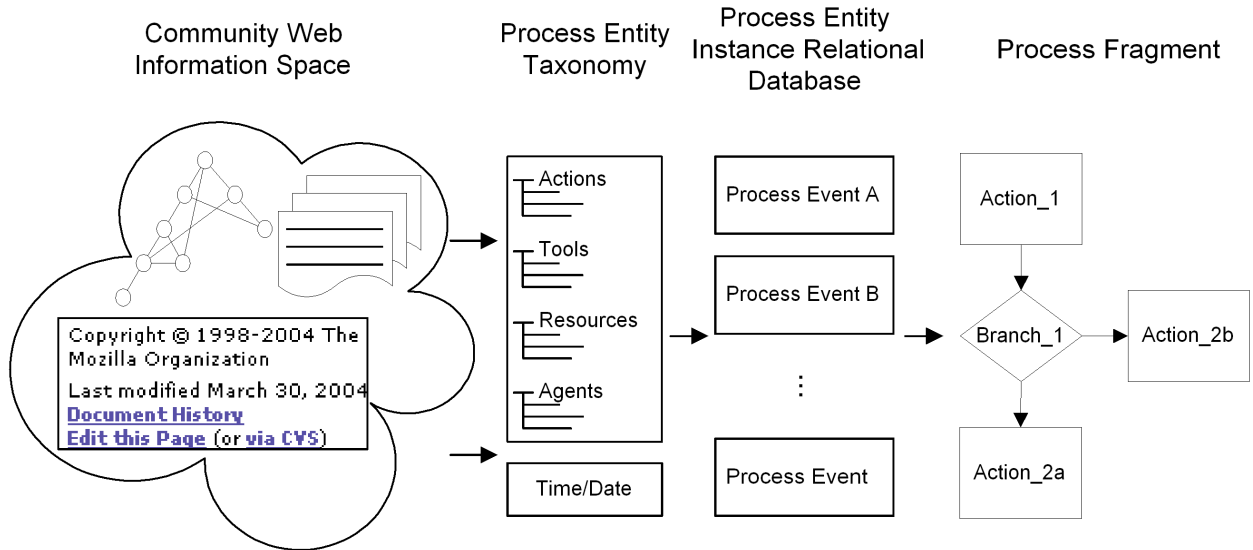 Community Web
Information Space
Process Entity
Taxonomy
Process Entity
Instance Relational
Database
Process Fragment
Copyright © 1998-2004 The
Mozilla Organization
Last modified March 30, 2004
Document History
Edit this Page (or via CVS)
Actions
Tools
Resources
Agents
Time/Date
Process Event A
Process Event B
⋮
Process Event
Action_1
Branch_1
Action_2b
Action_2a